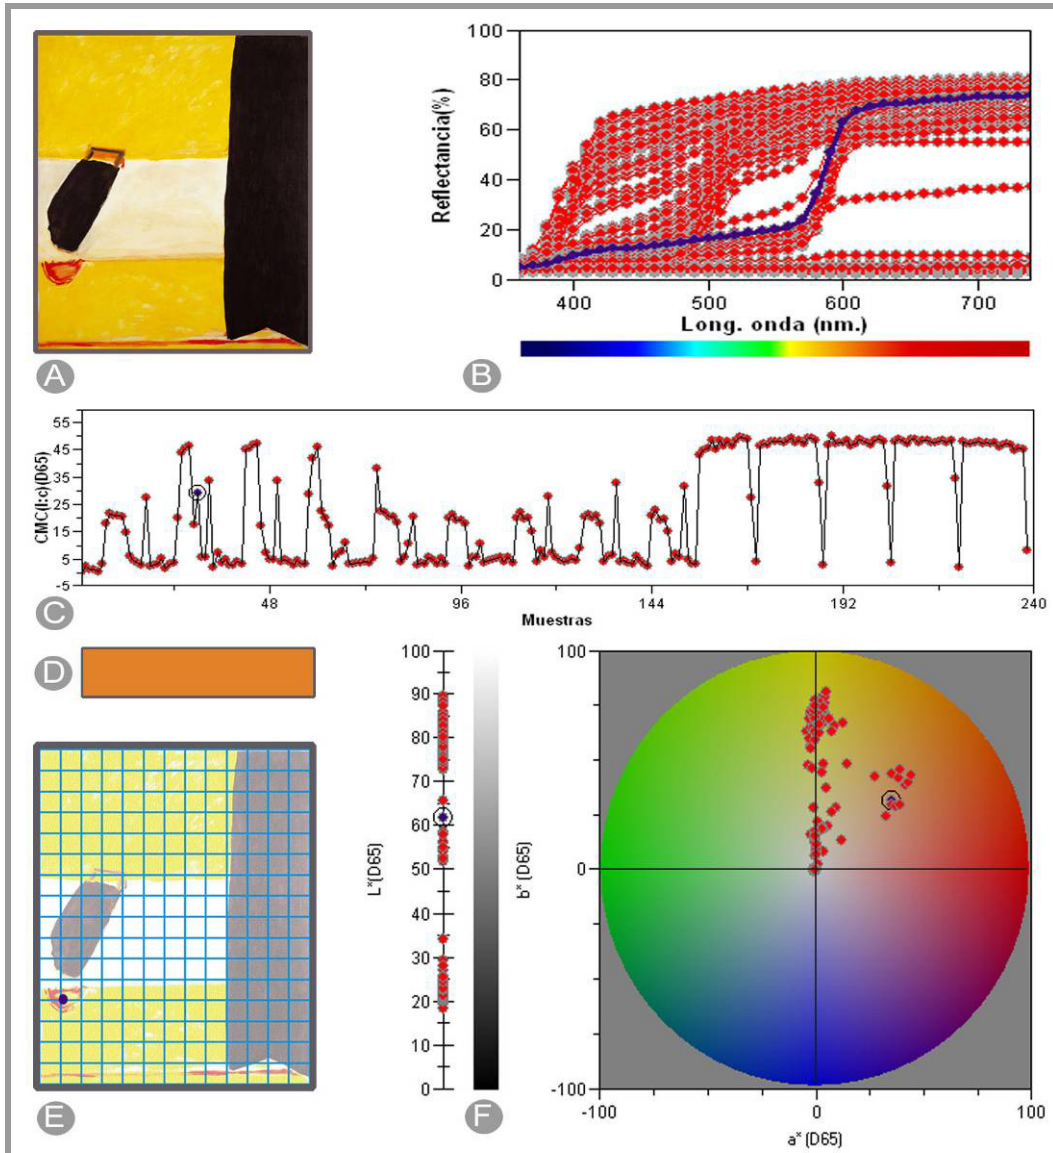 A
100
80
60
40
20
0
Reflectancia(%)
400 500 600 700
Long. onda (nm.)
B
55
45
35
25
15
5
-5
CMC(l:c)(D65)
48 96 144 192 240
Muestras
C
D
E
100
90
80
70
60
50
40
30
20
10
0
L*(D65)
F
100
0
-100
b* (D65)
-100 0 100
a* (D65)